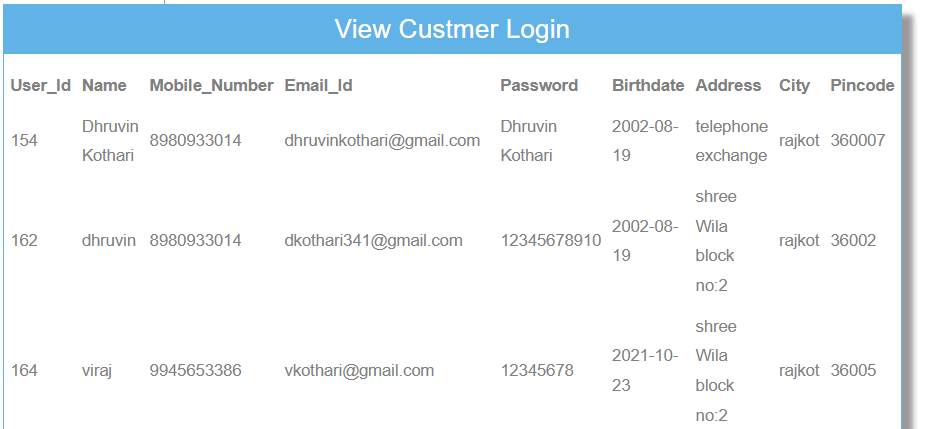 View Custmer Login
User_Id Name Mobile_Number Email_Id Password Birthdate Address City Pincode
154 Dhruvin Kothari 8980933014 dhruvinkothari@gmail.com Dhruvin Kothari 2002-08-19 telephone exchange rajkot 360007
162 dhruvin 8980933014 dkothari341@gmail.com 12345678910 2002-08-19 shree Wila block no:2 rajkot 36002
164 viraj 9945653386 vkothari@gmail.com 12345678 2021-10-23 shree Wila block no:2 rajkot 36005